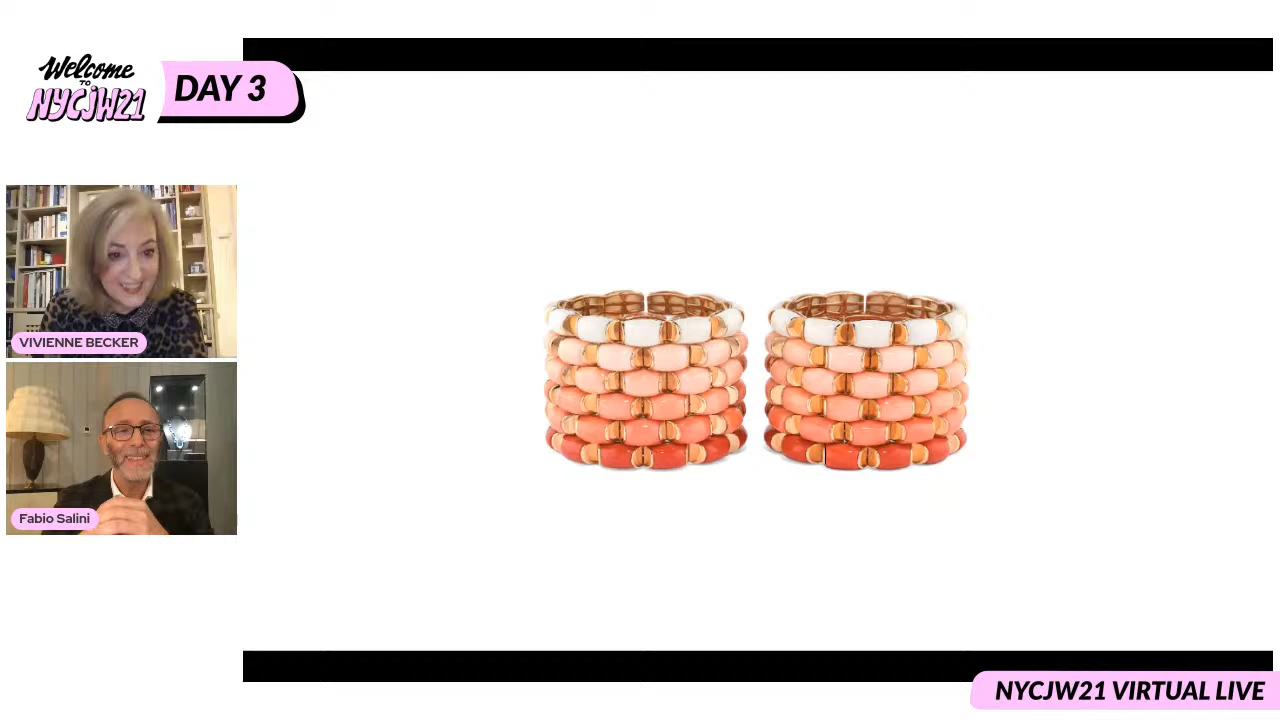 Welcome
TO
NYCJW21
DAY 3
VIVIENNE BECKER
Fabio Salini
NYCJW21 VIRTUAL LIVE